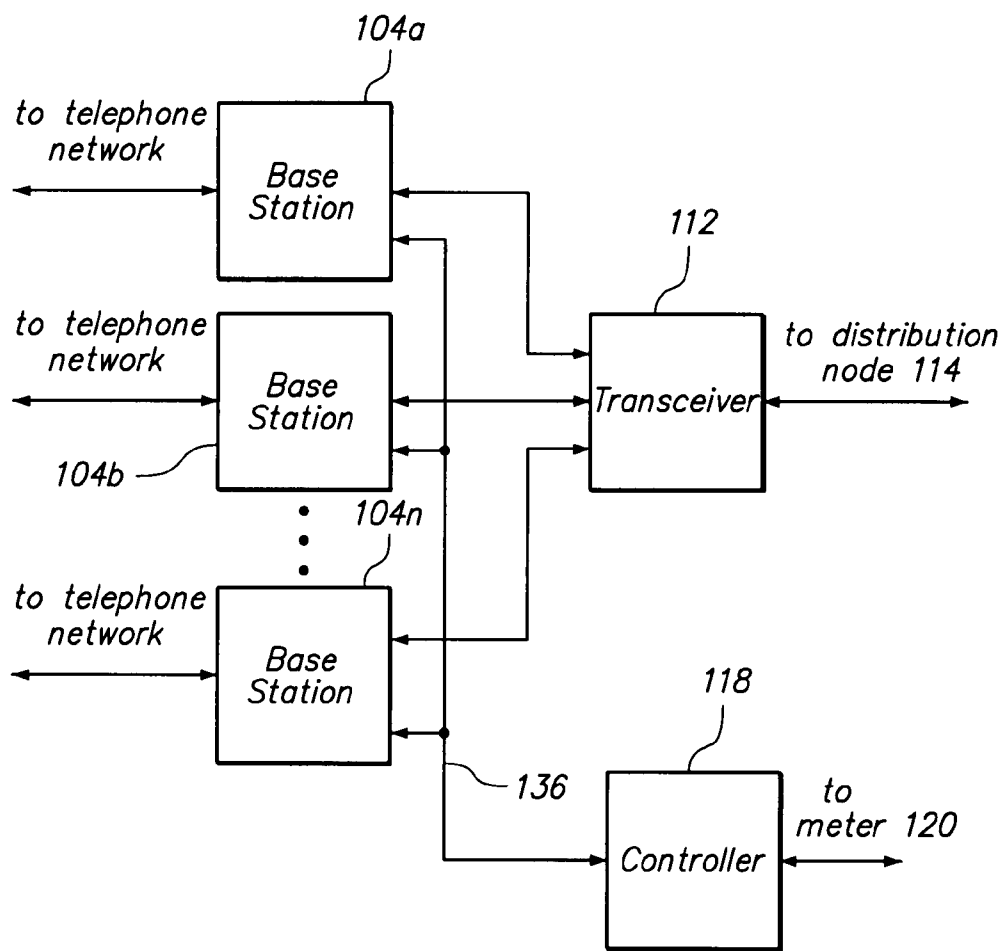 104a
to telephone
network
Base
Station
112
to telephone
network
Base
Station
Transceiver
to distribution
node 114
104b
104n
to telephone
network
Base
Station
118
136
to
meter 120
Controller